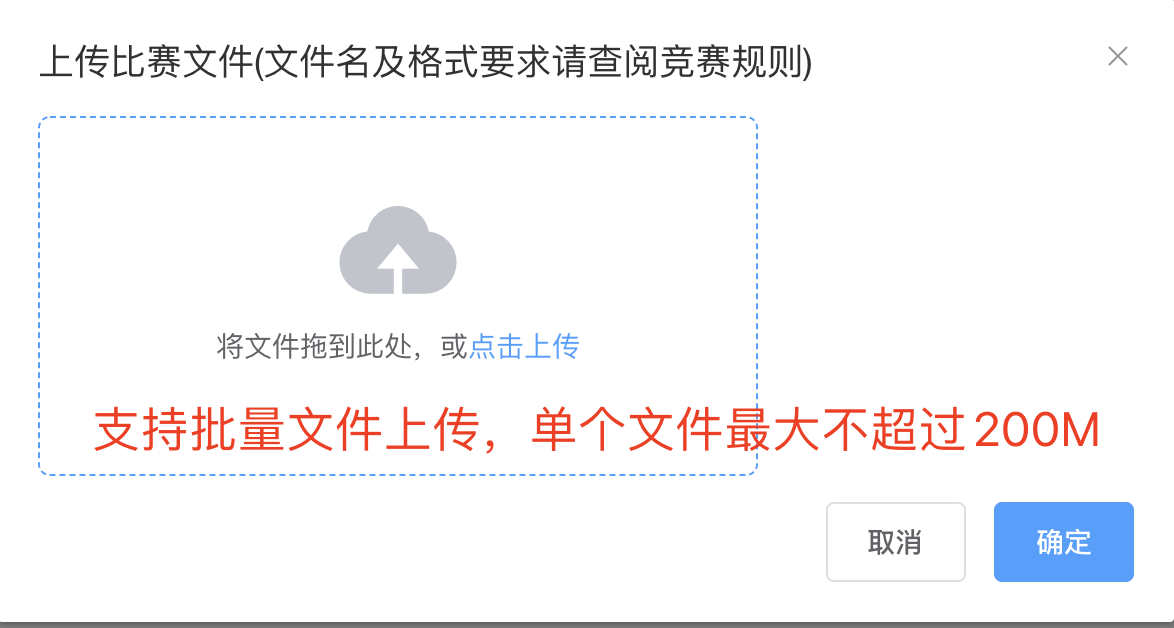 上传比赛文件(文件名及格式要求请查阅竞赛规则)
将文件拖到此处，或点击上传
支持批量文件上传，单个文件最大不超过200M
取消
确定